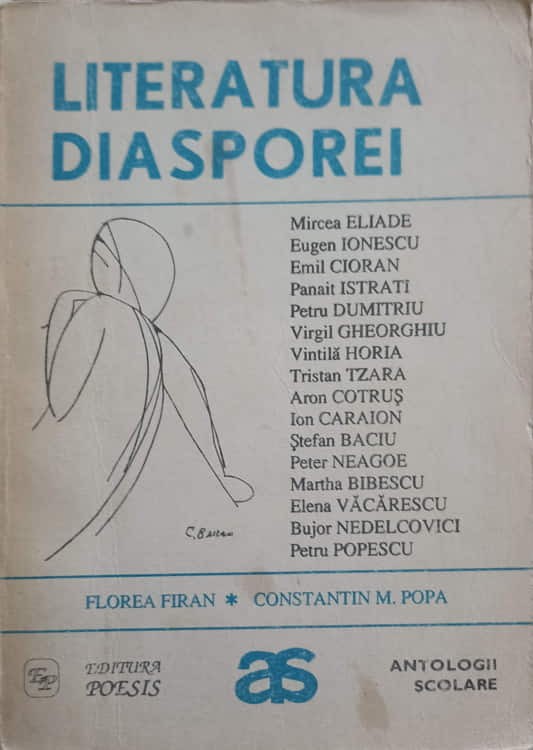 LITERATURA
DIASPOREI
Mircea ELIADE
Eugen IONESCU
Emil CIORAN
Panait ISTRATI
Petru DUMITRIU
Virgil GHEORGHIU
Vintilă HORIA
Tristan TZARA
Aron COTRUŞ
Ion CARAION
Ştefan BACIU
Peter NEAGOE
Martha BIBESCU
Elena VĂCĂRESCU
Bujor NEDELCOVICI
Petru POPESCU
FLOREA FIRAN * CONSTANTIN M. POPA
EP
EDITURA
POESIS
as
ANTOLOGII
ŞCOLARE